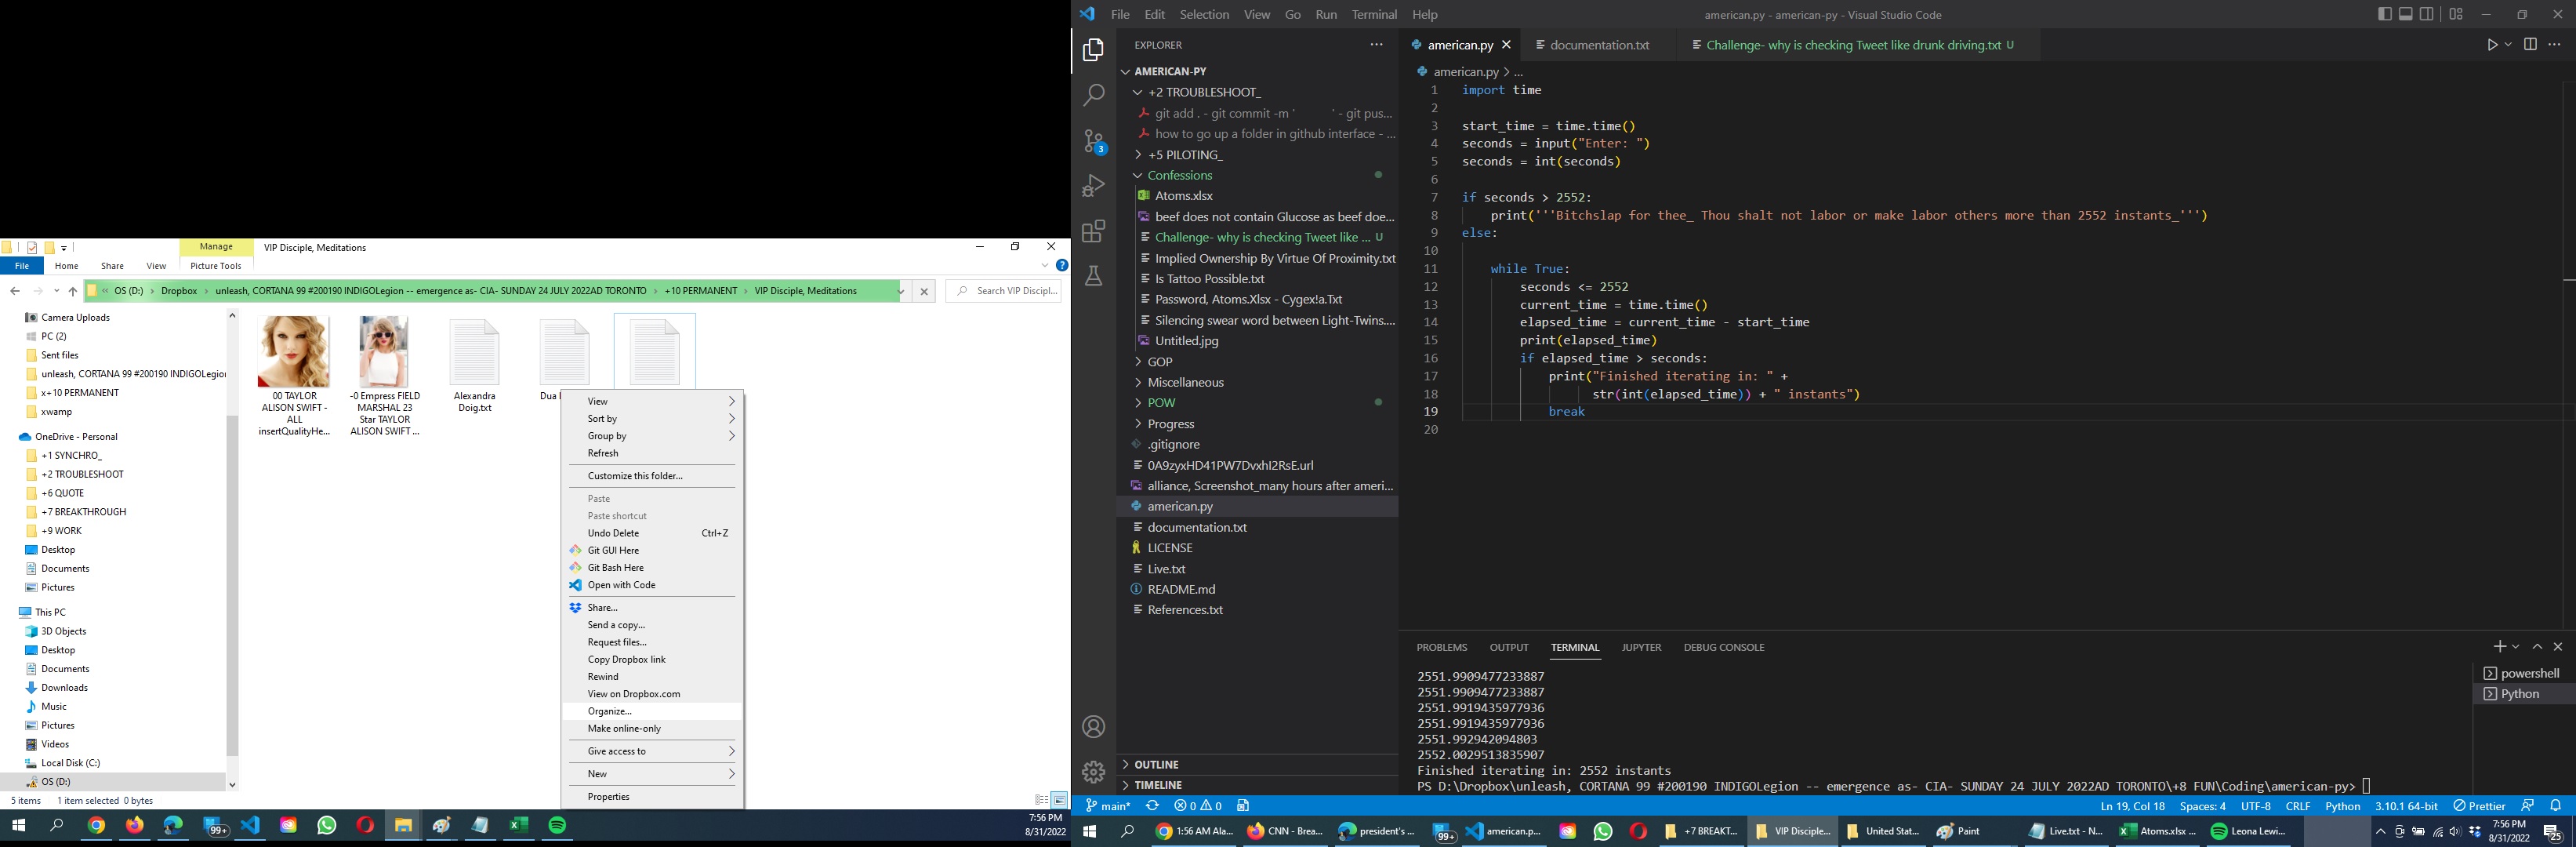 Manage
VIP Disciple, Meditations
File
Home
Share
View
Picture Tools
OS (D:)
Dropbox
unleash, CORTANA 99 #200190 INDIGOLegion -- emergence as- CIA- SUNDAY 24 JULY 2022AD TORONTO
+10 PERMANENT
VIP Disciple, Meditations
Search VIP Discipl...
Camera Uploads
PC (2)
Sent files
unleash, CORTANA 99 #200190 INDIGOLegion
x+10 PERMANENT
xwamp
OneDrive - Personal
+1 SYNCHRO_
+2 TROUBLESHOOT
+6 QUOTE
+7 BREAKTHROUGH
+9 WORK
Desktop
Documents
Pictures
This PC
3D Objects
Desktop
Documents
Downloads
Music
Pictures
Videos
Local Disk (C:)
OS (D:)
00 TAYLOR
ALISON SWIFT -
ALL
insertQualityHe...
-0 Empress FIELD
MARSHAL 23
Star TAYLOR
ALISON SWIFT ...
Alexandra
Doig.txt
Dua
View
Sort by
Group by
Refresh
Customize this folder...
Paste
Paste shortcut
Undo Delete Ctrl+Z
Git GUI Here
Git Bash Here
Open with Code
Share...
Send a copy...
Request files...
Copy Dropbox link
Rewind
View on Dropbox.com
Organize...
Make online-only
Give access to
New
Properties
5 items 1 item selected 0 bytes
99+
7:56 PM
8/31/2022
File Edit Selection View Go Run Terminal Help
american.py - american-py - Visual Studio Code
EXPLORER
AMERICAN-PY
+2 TROUBLESHOOT_
git add . - git commit -m ' ' - git pus...
how to go up a folder in github interface - ...
+5 PILOTING_
Confessions
Atoms.xlsx
beef does not contain Glucose as beef doe...
Challenge- why is checking Tweet like ... U
Implied Ownership By Virtue Of Proximity.txt
Is Tattoo Possible.txt
Password, Atoms.Xlsx - Cygex!a.Txt
Silencing swear word between Light-Twins....
Untitled.jpg
GOP
Miscellaneous
POW
Progress
.gitignore
0A9zyxHD41PW7DvxhI2RsE.url
alliance, Screenshot_many hours after ameri...
american.py
documentation.txt
LICENSE
Live.txt
README.md
References.txt
OUTLINE
TIMELINE
3
american.py
documentation.txt
Challenge- why is checking Tweet like drunk driving.txt U
american.py > ...
1 import time
2
3 start_time = time.time()
4 seconds = input("Enter: ")
5 seconds = int(seconds)
6
7 if seconds > 2552:
8 print('''Bitchslap for thee_ Thou shalt not labor or make labor others more than 2552 instants_''')
9 else:
10
11 while True:
12 seconds <= 2552
13 current_time = time.time()
14 elapsed_time = current_time - start_time
15 print(elapsed_time)
16 if elapsed_time > seconds:
17 print("Finished iterating in: " +
18 str(int(elapsed_time)) + " instants")
19 break
20
PROBLEMS OUTPUT TERMINAL JUPYTER DEBUG CONSOLE
2551.9909477233887
2551.9909477233887
2551.9919435977936
2551.9919435977936
2551.992942094803
2552.0029513835907
Finished iterating in: 2552 instants
PS D:\Dropbox\unleash, CORTANA 99 #200190 INDIGOLegion -- emergence as- CIA- SUNDAY 24 JULY 2022AD TORONTO\+8 FUN\Coding\american-py>
powershell
Python
main* 0 0
Ln 19, Col 18 Spaces: 4 UTF-8 CRLF Python 3.10.1 64-bit Prettier
1:56 AM Ala...
CNN - Brea...
president's ...
99+
american.p...
+7 BREAKT...
VIP Disciple...
United Stat...
Paint
Live.txt - N...
Atoms.xlsx ...
Leona Lewi...
7:56 PM
8/31/2022
25